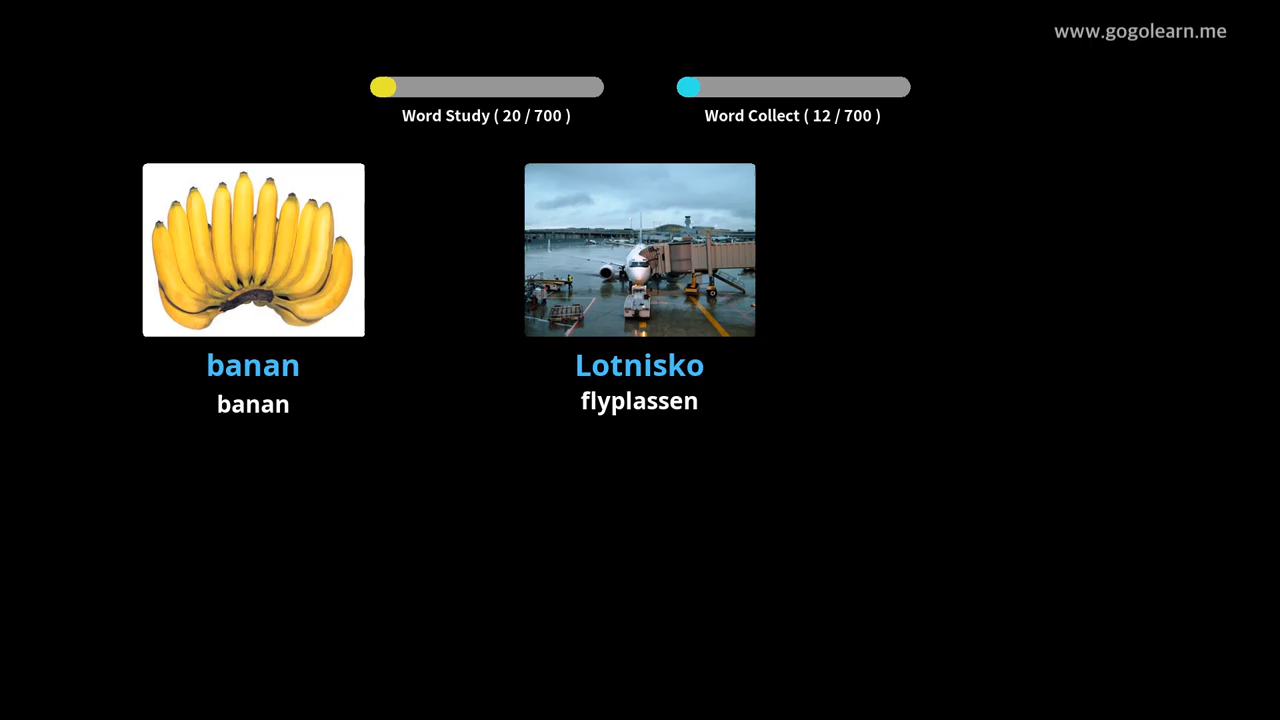 www.gogolearn.me
Word Study ( 20 / 700 )
Word Collect ( 12 / 700 )
banan
banan
Lotnisko
flyplassen